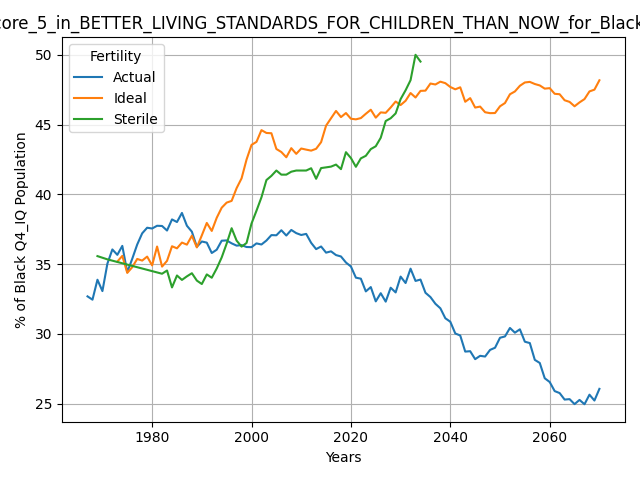 core_5_in_BETTER_LIVING_STANDARDS_FOR_CHILDREN_THAN_NOW_for_Black
Fertility
Actual
Ideal
Sterile
% of Black Q4_IQ Population
50
45
40
35
30
25
1980
2000
2020
2040
2060
Years